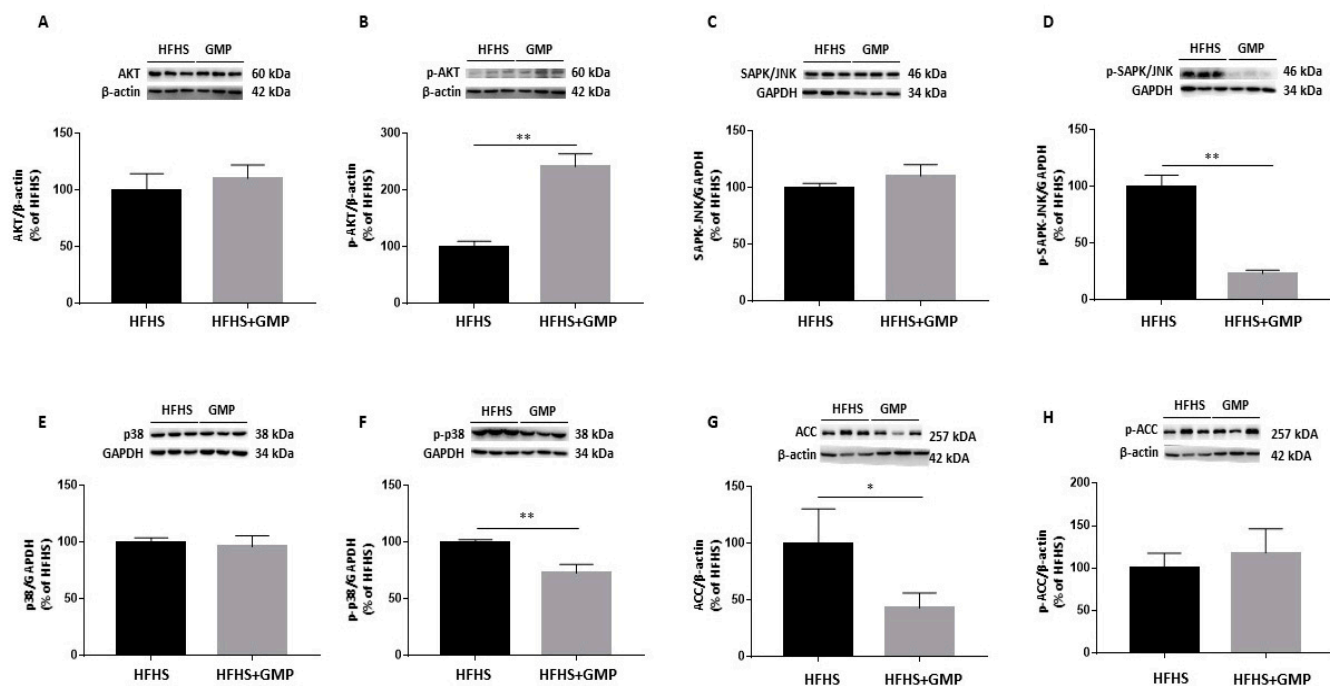 A
HFHS GMP
AKT 60 kDa
β-actin 42 kDa
AKT/β-actin
(% of HFHS)
150
100
50
0
HFHS HFHS+GMP
B
HFHS GMP
p-AKT 60 kDa
β-actin 42 kDa
p-AKT/β-actin
(% of HFHS)
300
200
100
0
**
HFHS HFHS+GMP
C
HFHS GMP
SAPK/JNK 46 kDa
GAPDH 34 kDa
SAPK-JNK/GAPDH
(% of HFHS)
150
100
50
0
HFHS HFHS+GMP
D
HFHS GMP
p-SAPK/JNK 46 kDa
GAPDH 34 kDa
p-SAPK-JNK/GAPDH
(% of HFHS)
150
100
50
0
**
HFHS HFHS+GMP
E
HFHS GMP
p38 38 kDa
GAPDH 34 kDa
p38/GAPDH
(% of HFHS)
150
100
50
0
HFHS HFHS+GMP
F
HFHS GMP
p-p38 38 kDa
GAPDH 34 kDa
p-p38/GAPDH
(% of HFHS)
150
100
50
0
**
HFHS HFHS+GMP
G
HFHS GMP
ACC 257 kDA
β-actin 42 kDA
ACC/β-actin
(% of HFHS)
150
100
50
0
*
HFHS HFHS+GMP
H
HFHS GMP
p-ACC 257 kDA
β-actin 42 kDA
p-ACC/β-actin
(% of HFHS)
200
150
100
50
0
HFHS HFHS+GMP